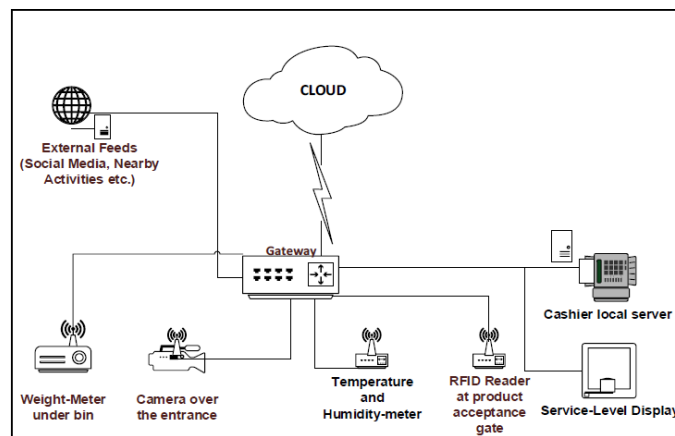 CLOUD
External Feeds
(Social Media, Nearby
Activities etc.)
Gateway
Cashier local server
Weight-Meter
under bin
Camera over
the entrance
Temperature
and
Humidity-meter
RFID Reader
at product
acceptance
gate
Service-Level Display